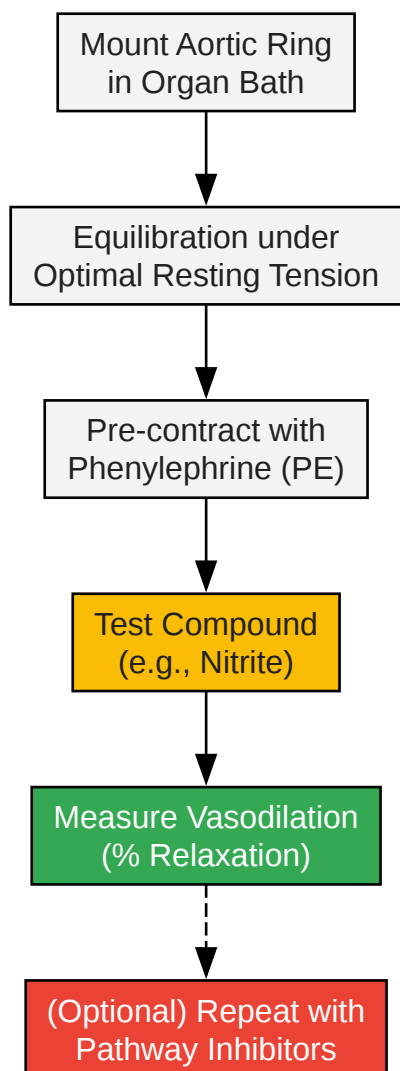 Mount Aortic Ring
in Organ Bath
Equilibration under
Optimal Resting Tension
Pre-contract with
Phenylephrine (PE)
Test Compound
(e.g., Nitrite)
Measure Vasodilation
(% Relaxation)
(Optional) Repeat with
Pathway Inhibitors